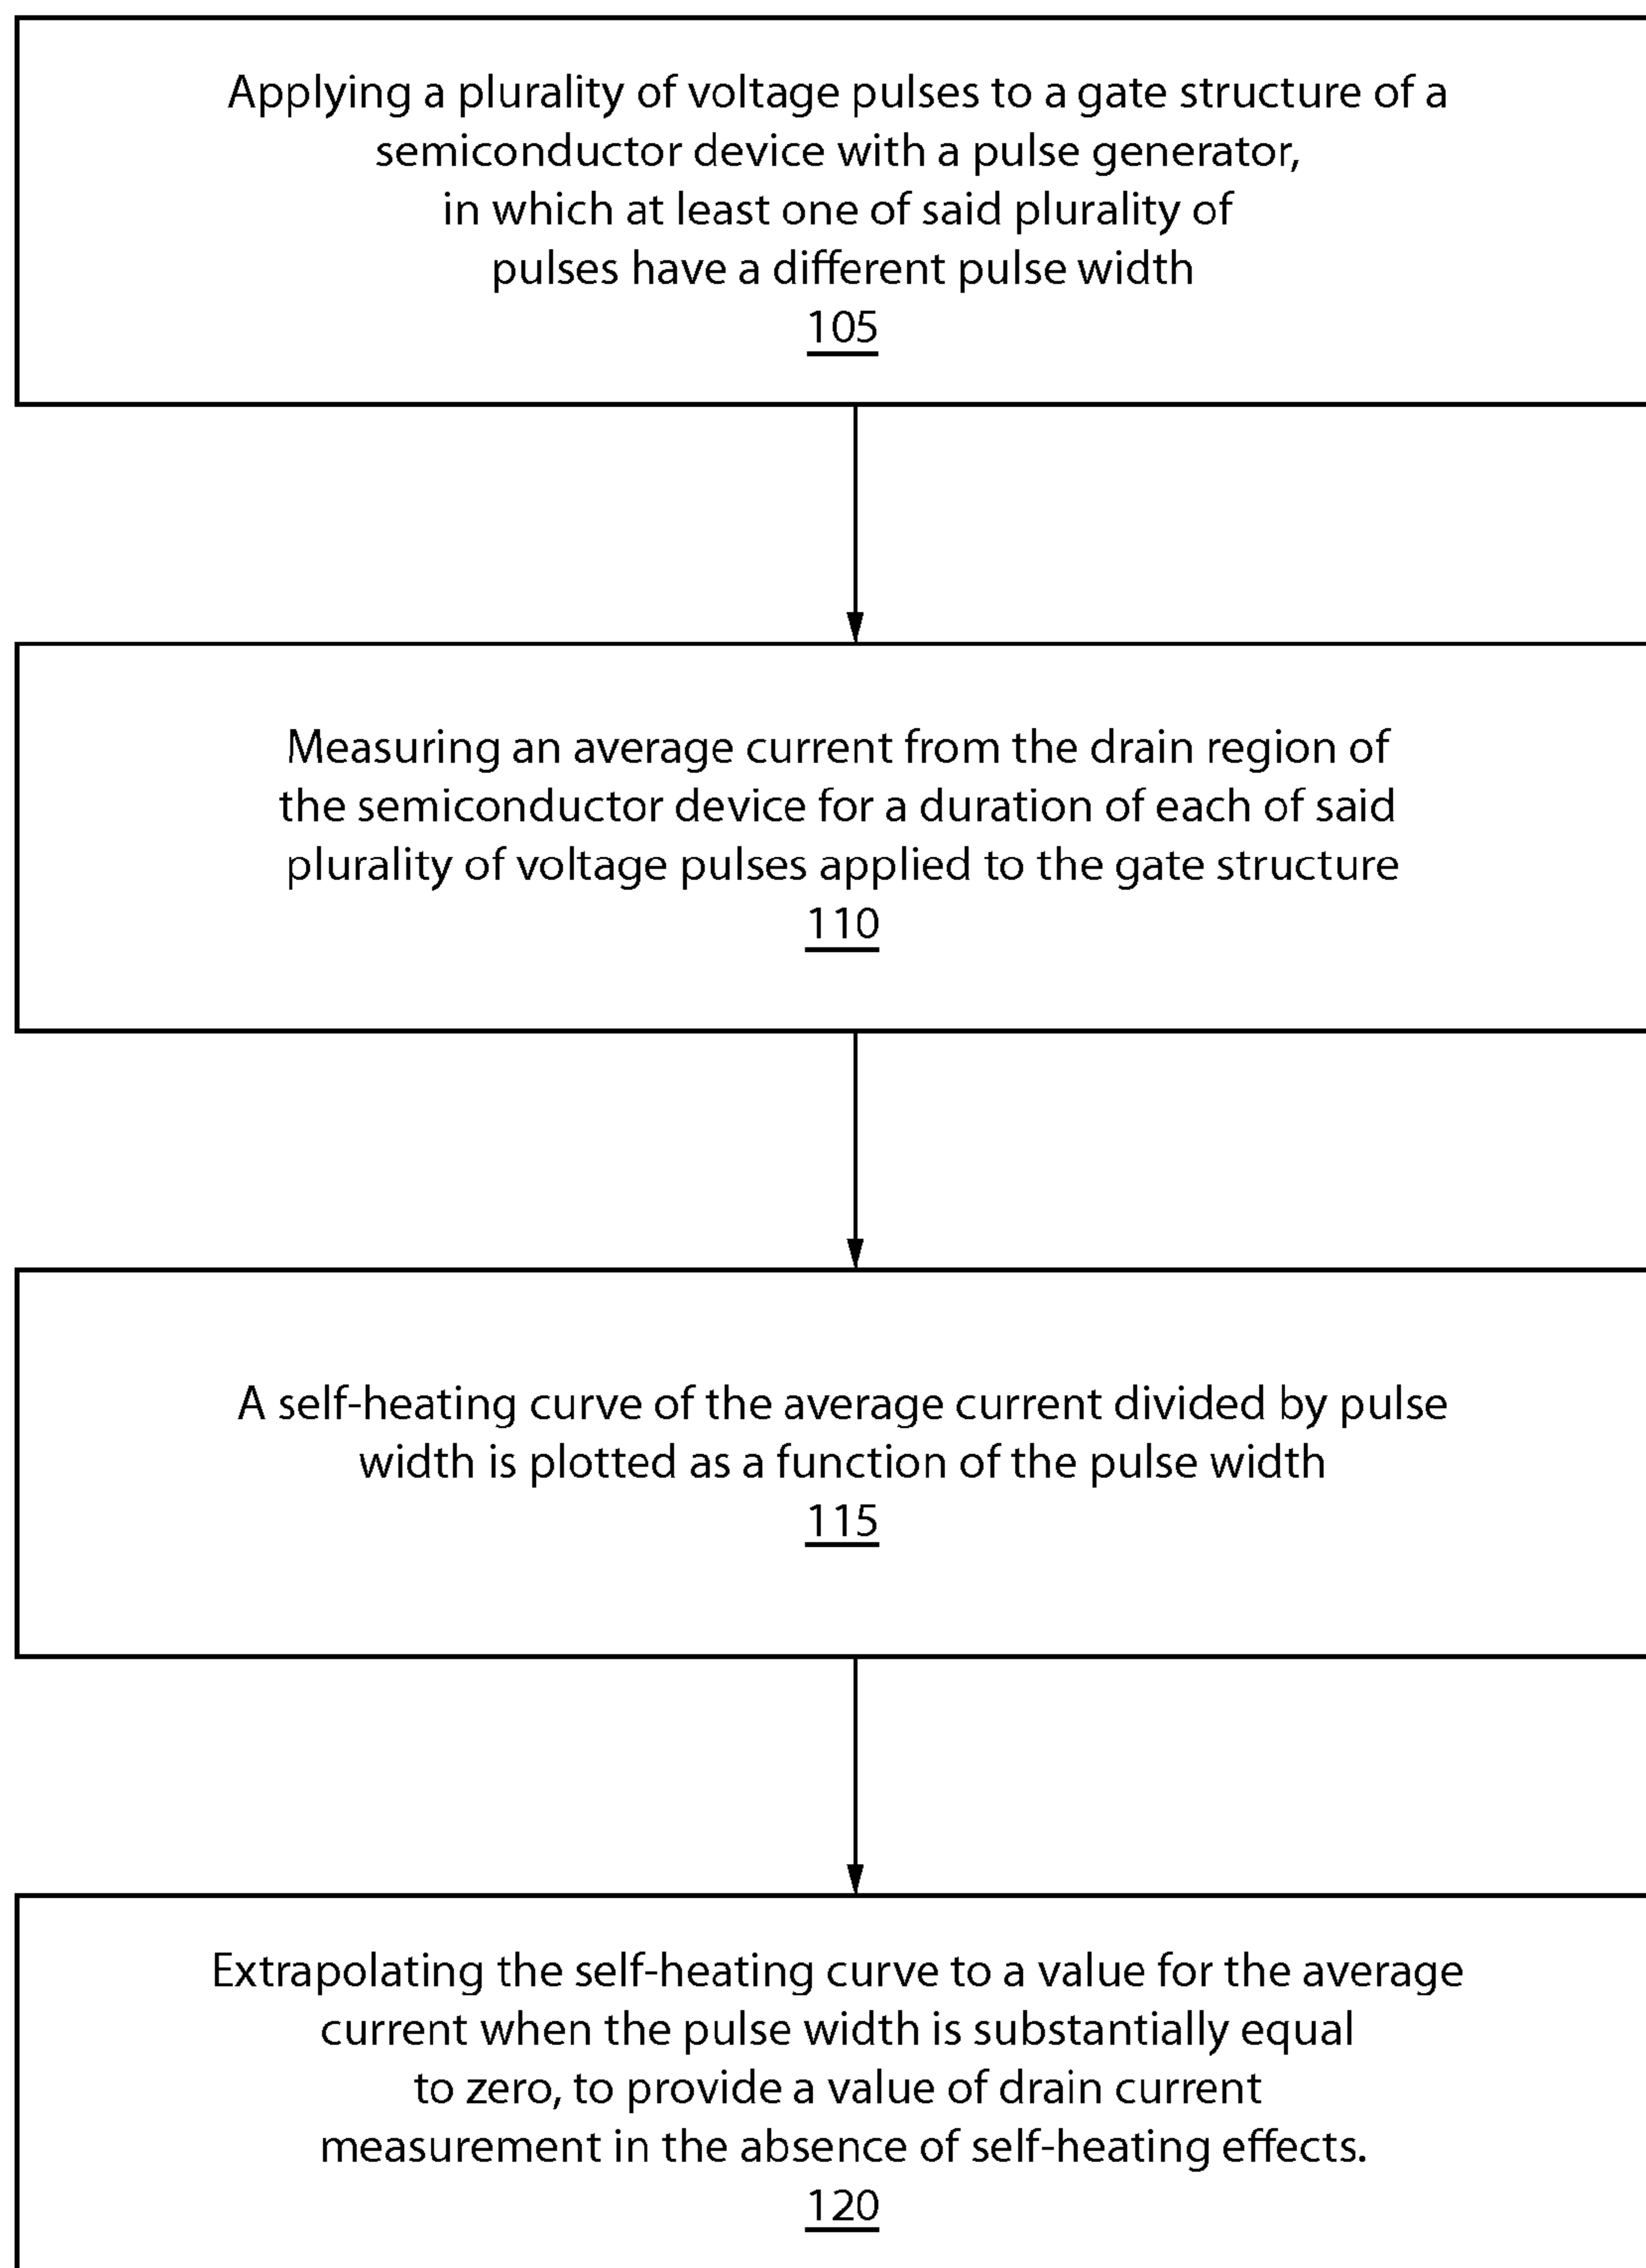 Applying a plurality of voltage pulses to a gate structure of a
semiconductor device with a pulse generator,
in which at least one of said plurality of
pulses have a different pulse width
105
Measuring an average current from the drain region of
the semiconductor device for a duration of each of said
plurality of voltage pulses applied to the gate structure
110
A self-heating curve of the average current divided by pulse
width is plotted as a function of the pulse width
115
Extrapolating the self-heating curve to a value for the average
current when the pulse width is substantially equal
to zero, to provide a value of drain current
measurement in the absence of self-heating effects.
120